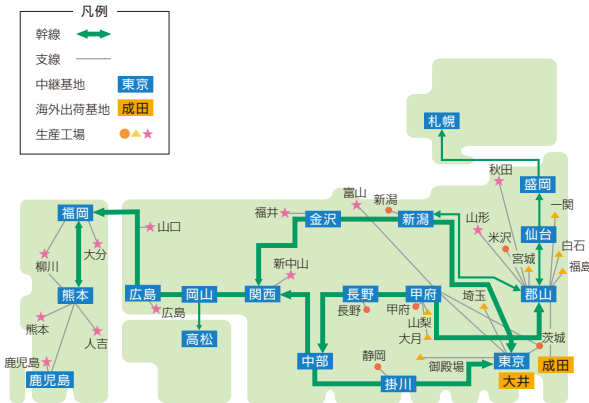 凡例
幹線
支線
中継基地 東京
海外出荷基地 成田
生産工場
札幌
秋田
盛岡
富山
新潟
一関
福岡
山口
福井
金沢
新潟
山形
仙台
米沢
白石
大分
新中山
宮城
福島
柳川
熊本
広島
岡山
関西
長野
甲府
埼玉
郡山
熊本
人吉
広島
高松
長野
甲府
山梨
大月
茨城
鹿児島
中部
静岡
御殿場
東京
成田
鹿児島
掛川
大井